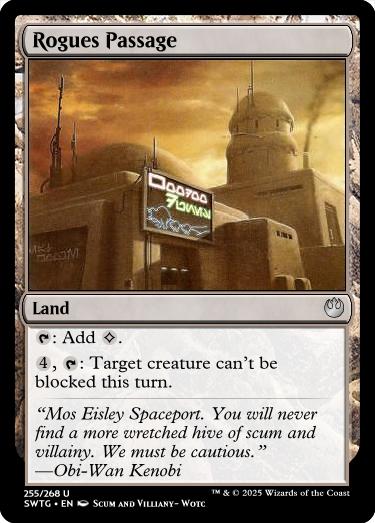 Rogues Passage
Land
: Add .
4, : Target creature can't be
blocked this turn.
“Mos Eisley Spaceport. You will never
find a more wretched hive of scum and
villainy. We must be cautious.”
—Obi-Wan Kenobi
255/268 U
SWTG • EN Scum and Villiany- Wotc
™ & © 2025 Wizards of the Coast